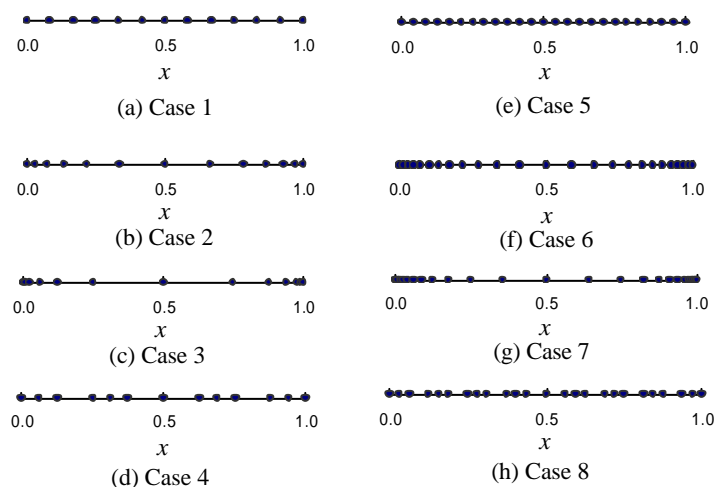 0.0 0.5 1.0
x
(a) Case 1
0.0 0.5 1.0
x
(e) Case 5
0.0 0.5 1.0
x
(b) Case 2
0.0 0.5 1.0
x
(f) Case 6
0.0 0.5 1.0
x
(c) Case 3
0.0 0.5 1.0
x
(g) Case 7
0.0 0.5 1.0
x
(d) Case 4
0.0 0.5 1.0
x
(h) Case 8